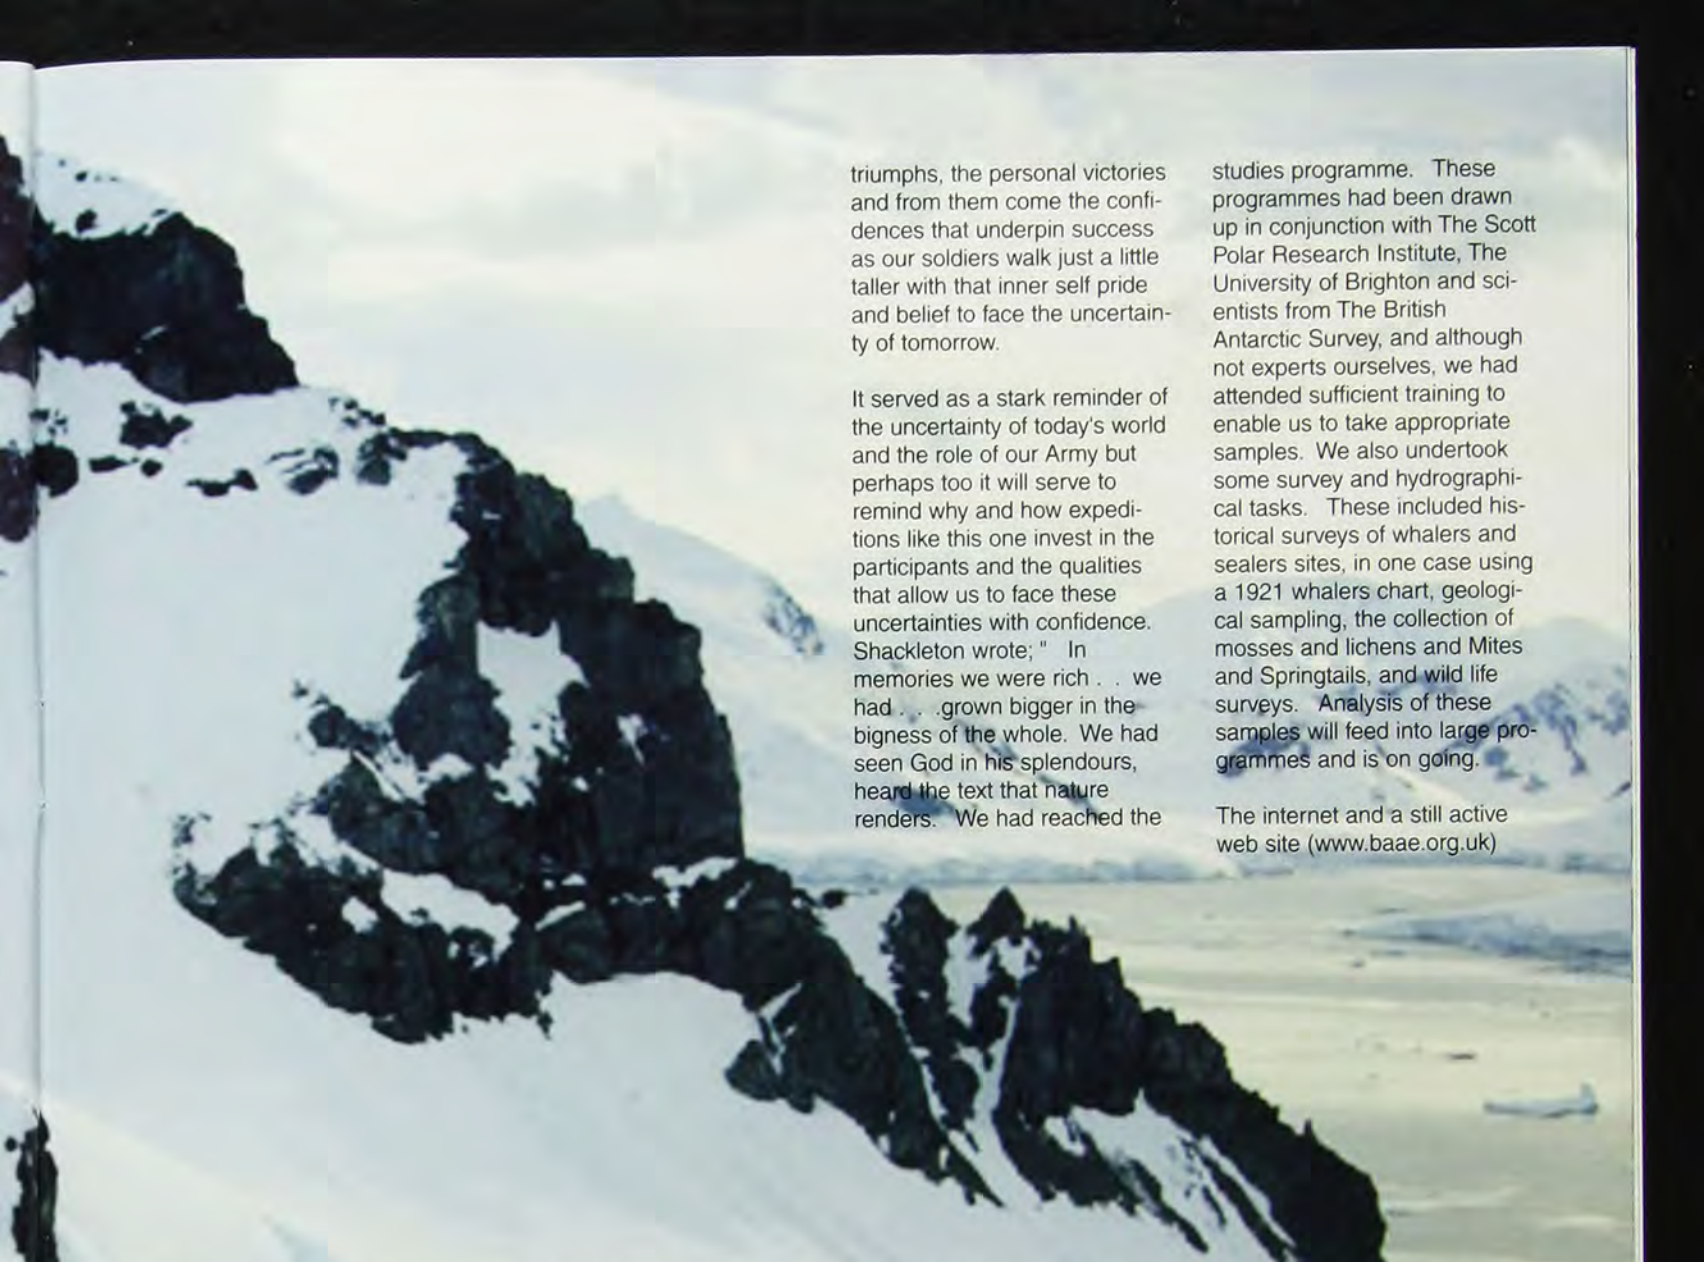 triumphs, the personal victories
and from them come the confi-
dences that underpin success
as our soldiers walk just a little
taller with that inner self pride
and belief to face the uncertain-
ty of tomorrow.
It served as a stark reminder of
the uncertainty of today's world
and the role of our Army but
perhaps too it will serve to
remind why and how expedi-
tions like this one invest in the
participants and the qualities
that allow us to face these
uncertainties with confidence.
Shackleton wrote; " In
memories we were rich . . we
had . . .grown bigger in the
bigness of the whole. We had
seen God in his splendours,
heard the text that nature
renders. We had reached the
studies programme. These
programmes had been drawn
up in conjunction with The Scott
Polar Research Institute, The
University of Brighton and sci-
entists from The British
Antarctic Survey, and although
not experts ourselves, we had
attended sufficient training to
enable us to take appropriate
samples. We also undertook
some survey and hydrographi-
cal tasks. These included his-
torical surveys of whalers and
sealers sites, in one case using
a 1921 whalers chart, geologi-
cal sampling, the collection of
mosses and lichens and Mites
and Springtails, and wild life
surveys. Analysis of these
samples will feed into large pro-
grammes and is on going.
The internet and a still active
web site (www.baae.org.uk)